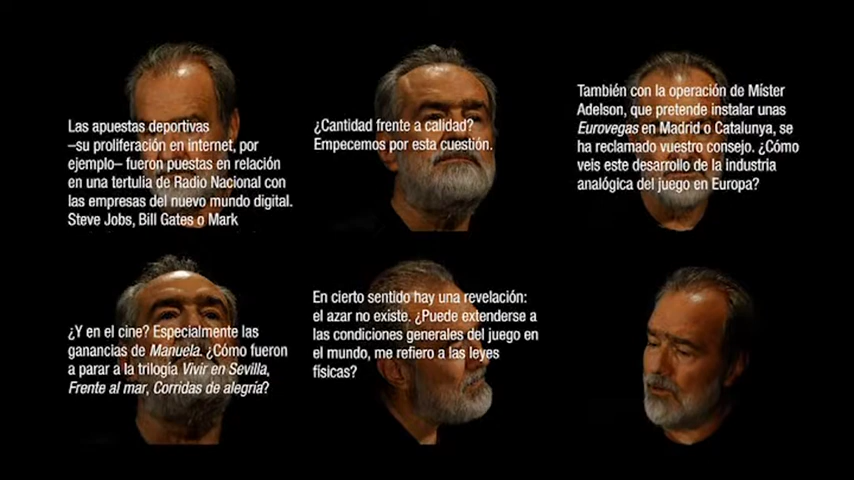 Las apuestas deportivas
–su proliferación en internet, por
ejemplo– fueron puestas en relación
en una tertulia de Radio Nacional con
las empresas del nuevo mundo digital.
Steve Jobs, Bill Gates o Mark
¿Cantidad frente a calidad?
Empecemos por esta cuestión.
También con la operación de Míster
Adelson, que pretende instalar unas
Eurovegas en Madrid o Catalunya, se
ha reclamado vuestro consejo. ¿Cómo
veis este desarrollo de la industria
analógica del juego en Europa?
¿Y en el cine? Especialmente las
ganancias de Manuela. ¿Cómo fueron
a parar a la trilogía Vivir en Sevilla,
Frente al mar, Corridas de alegría?
En cierto sentido hay una revelación:
el azar no existe. ¿Puede extenderse a
las condiciones generales del juego en
el mundo, me refiero a las leyes
físicas?